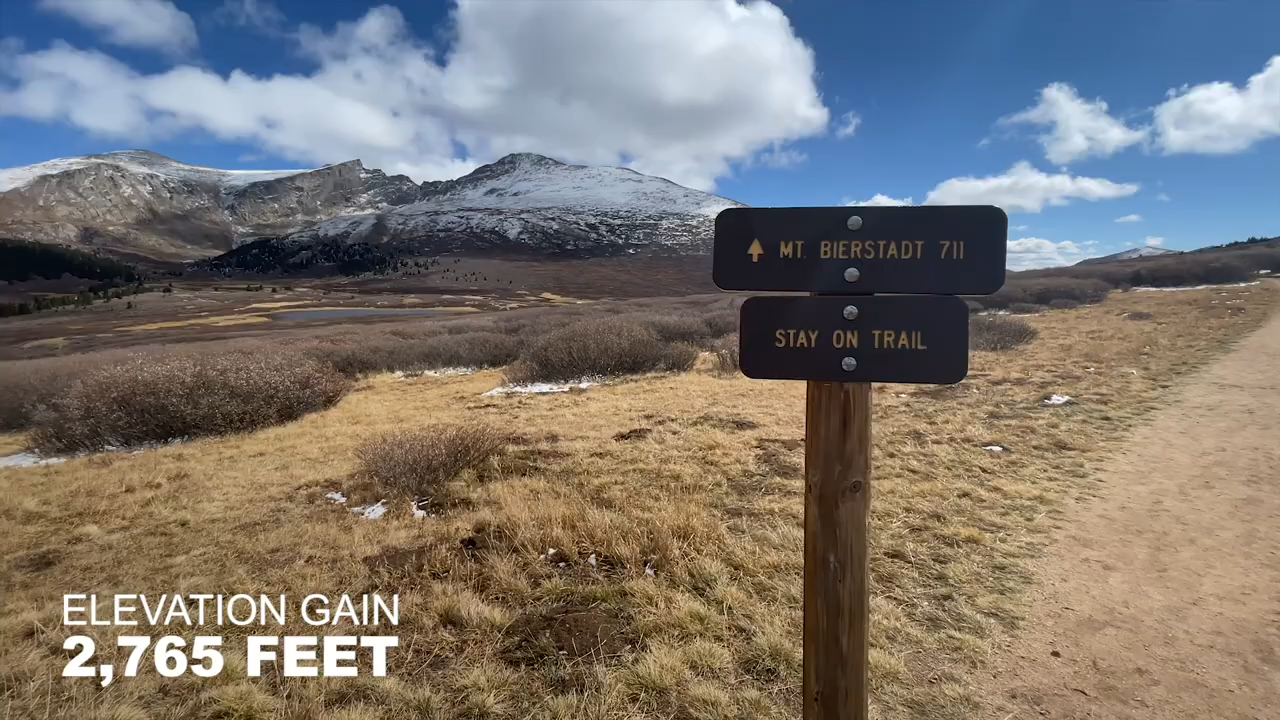 MT. BIERSTADT 711
STAY ON TRAIL
ELEVATION GAIN
2,765 FEET